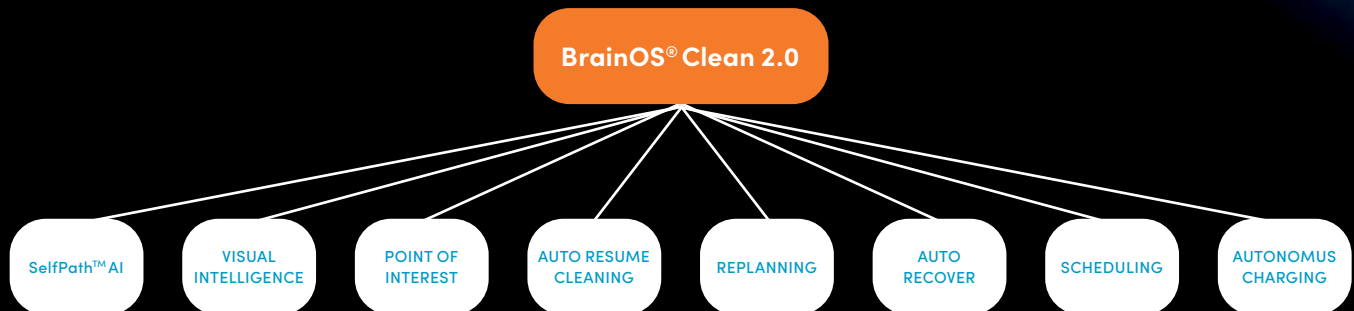 BrainOS® Clean 2.0
SelfPath™ AI
VISUAL
INTELLIGENCE
POINT OF
INTEREST
AUTO RESUME
CLEANING
REPLANNING
AUTO
RECOVER
SCHEDULING
AUTONOMUS
CHARGING